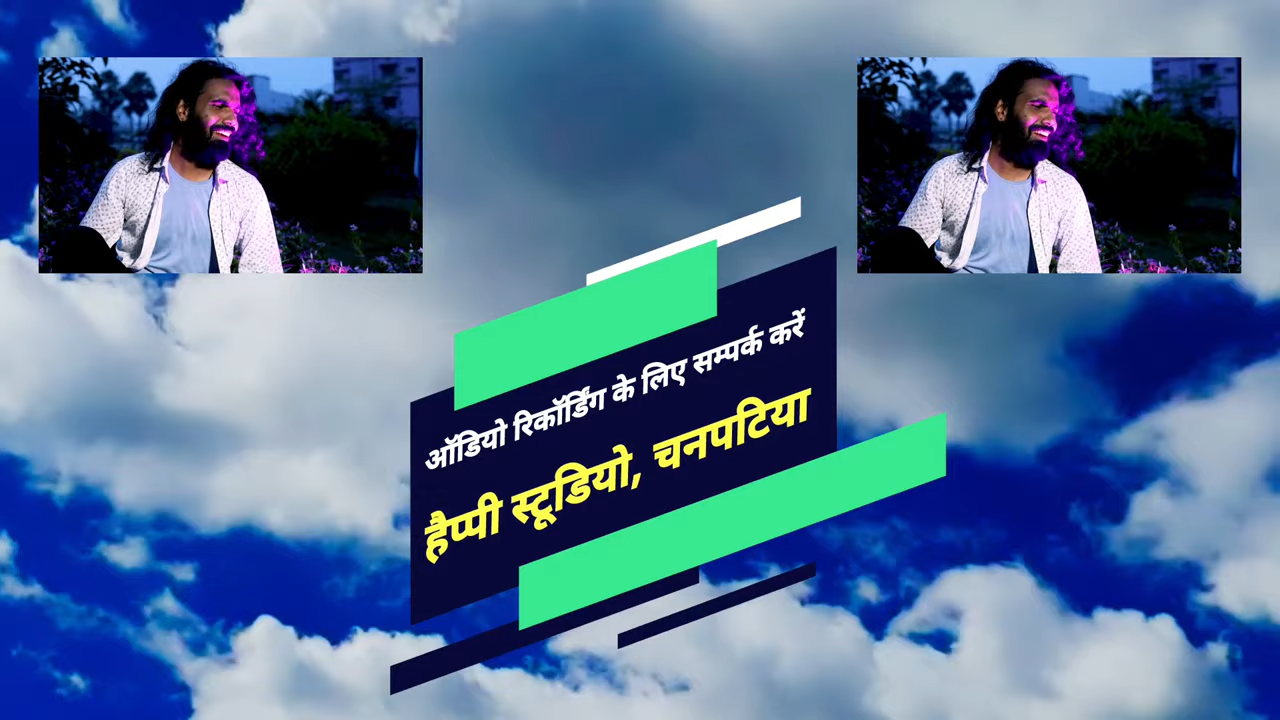 ऑडियो रिकॉर्डिंग के लिए सम्पर्क करें
हैप्पी स्टूडियो, चनपटिया